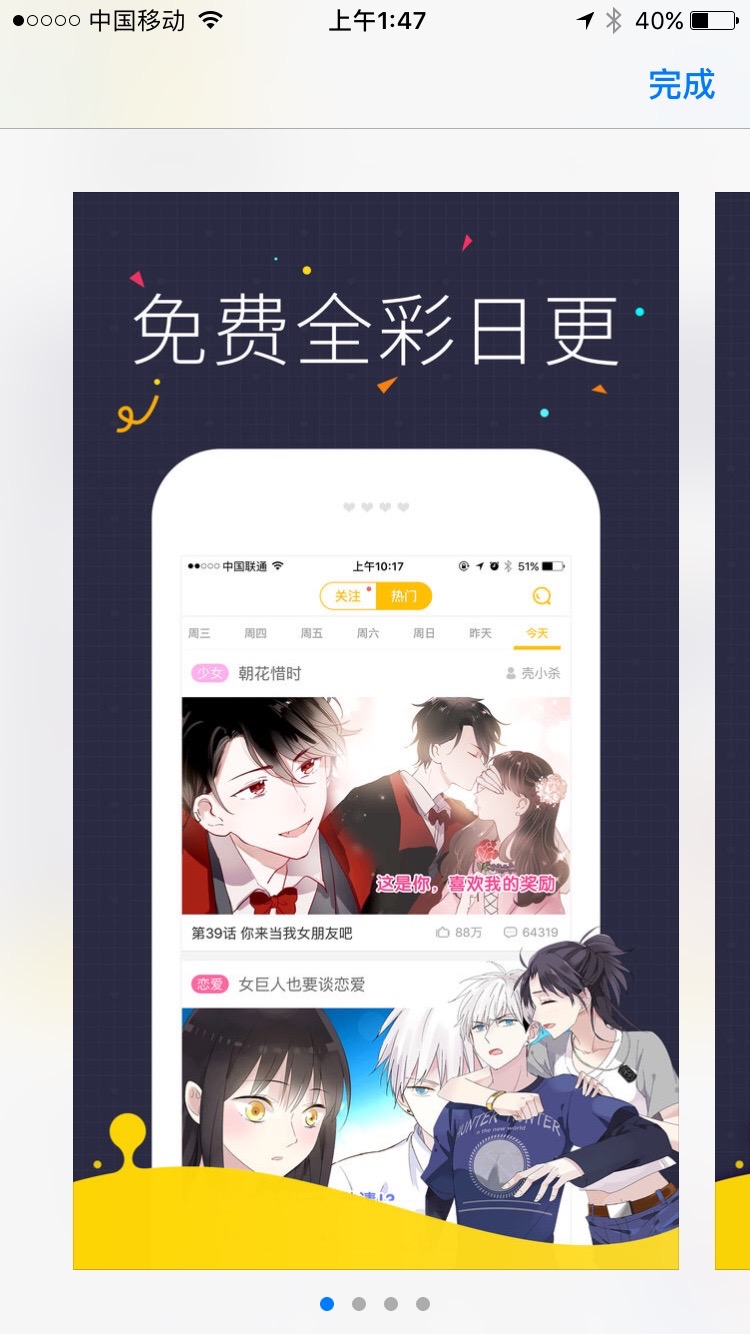 中国移动 上午1:47 40%
完成
免费全彩日更
中国联通 上午10:17 51%
关注 热门
周三 周四 周五 周六 周日 昨天 今天
少女 朝花惜时 壳小杀
这是你，喜欢我的奖励
第39话 你来当我女朋友吧 88万 64319
恋爱 女巨人也要谈恋爱
HUNTER HUNTER